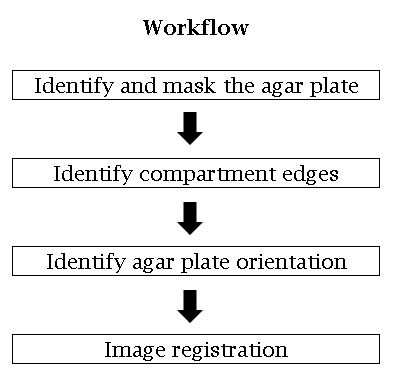 Workflow
Identify and mask the agar plate
Identify compartment edges
Identify agar plate orientation
Image registration